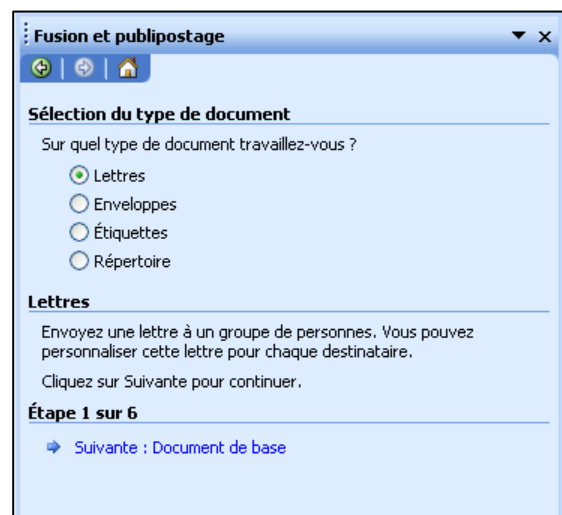 Fusion et publipostage
Sélection du type de document
Sur quel type de document travaillez-vous ?
Lettres
Enveloppes
Étiquettes
Répertoire
Lettres
Envoyez une lettre à un groupe de personnes. Vous pouvez
personnaliser cette lettre pour chaque destinataire.
Cliquez sur Suivante pour continuer.
Étape 1 sur 6
Suivante : Document de base